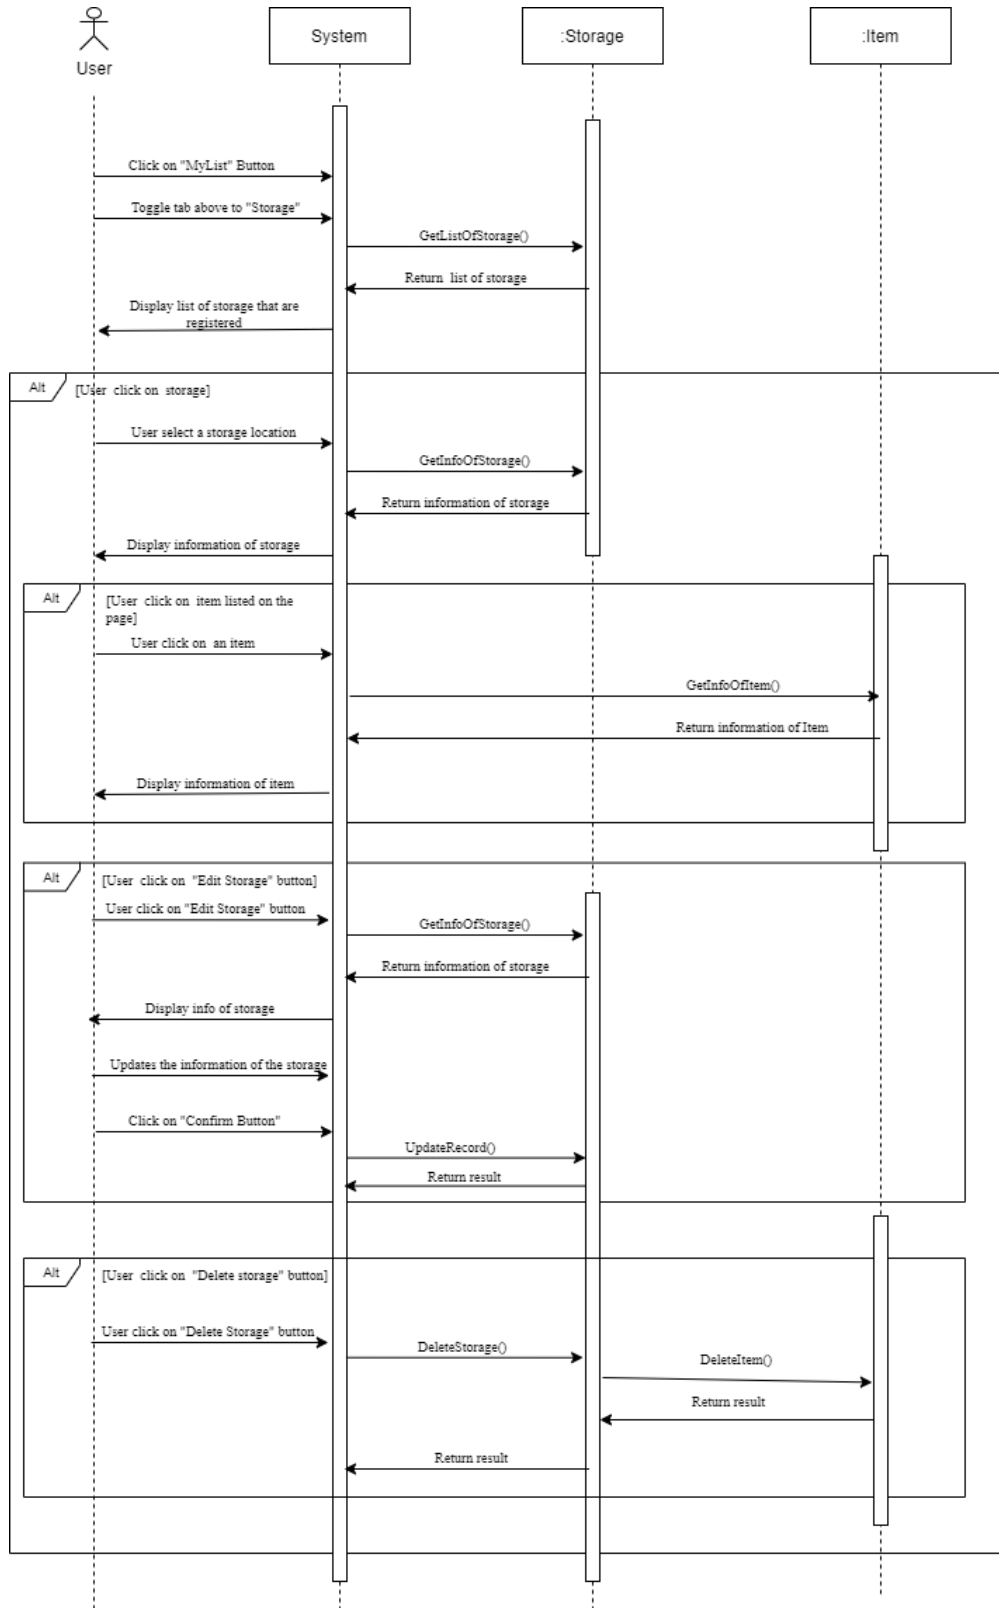 System
:Storage
:Item
User
Click on "MyList" Button
Toggle tab above to "Storage"
GetListOfStorage()
Return list of storage
Display list of storage that are
registered
Alt
[User click on storage]
User select a storage location
GetInfoOfStorage()
Return information of storage
Display information of storage
Alt
[User click on item listed on the
page]
User click on an item
GetInfoOfItem()
Return information of Item
Display information of item
Alt
[User click on "Edit Storage" button]
User click on "Edit Storage" button
GetInfoOfStorage()
Return information of storage
Display info of storage
Updates the information of the storage
Click on "Confirm Button"
UpdateRecord()
Return result
Alt
[User click on "Delete storage" button]
User click on "Delete Storage" button
DeleteStorage()
DeleteItem()
Return result
Return result